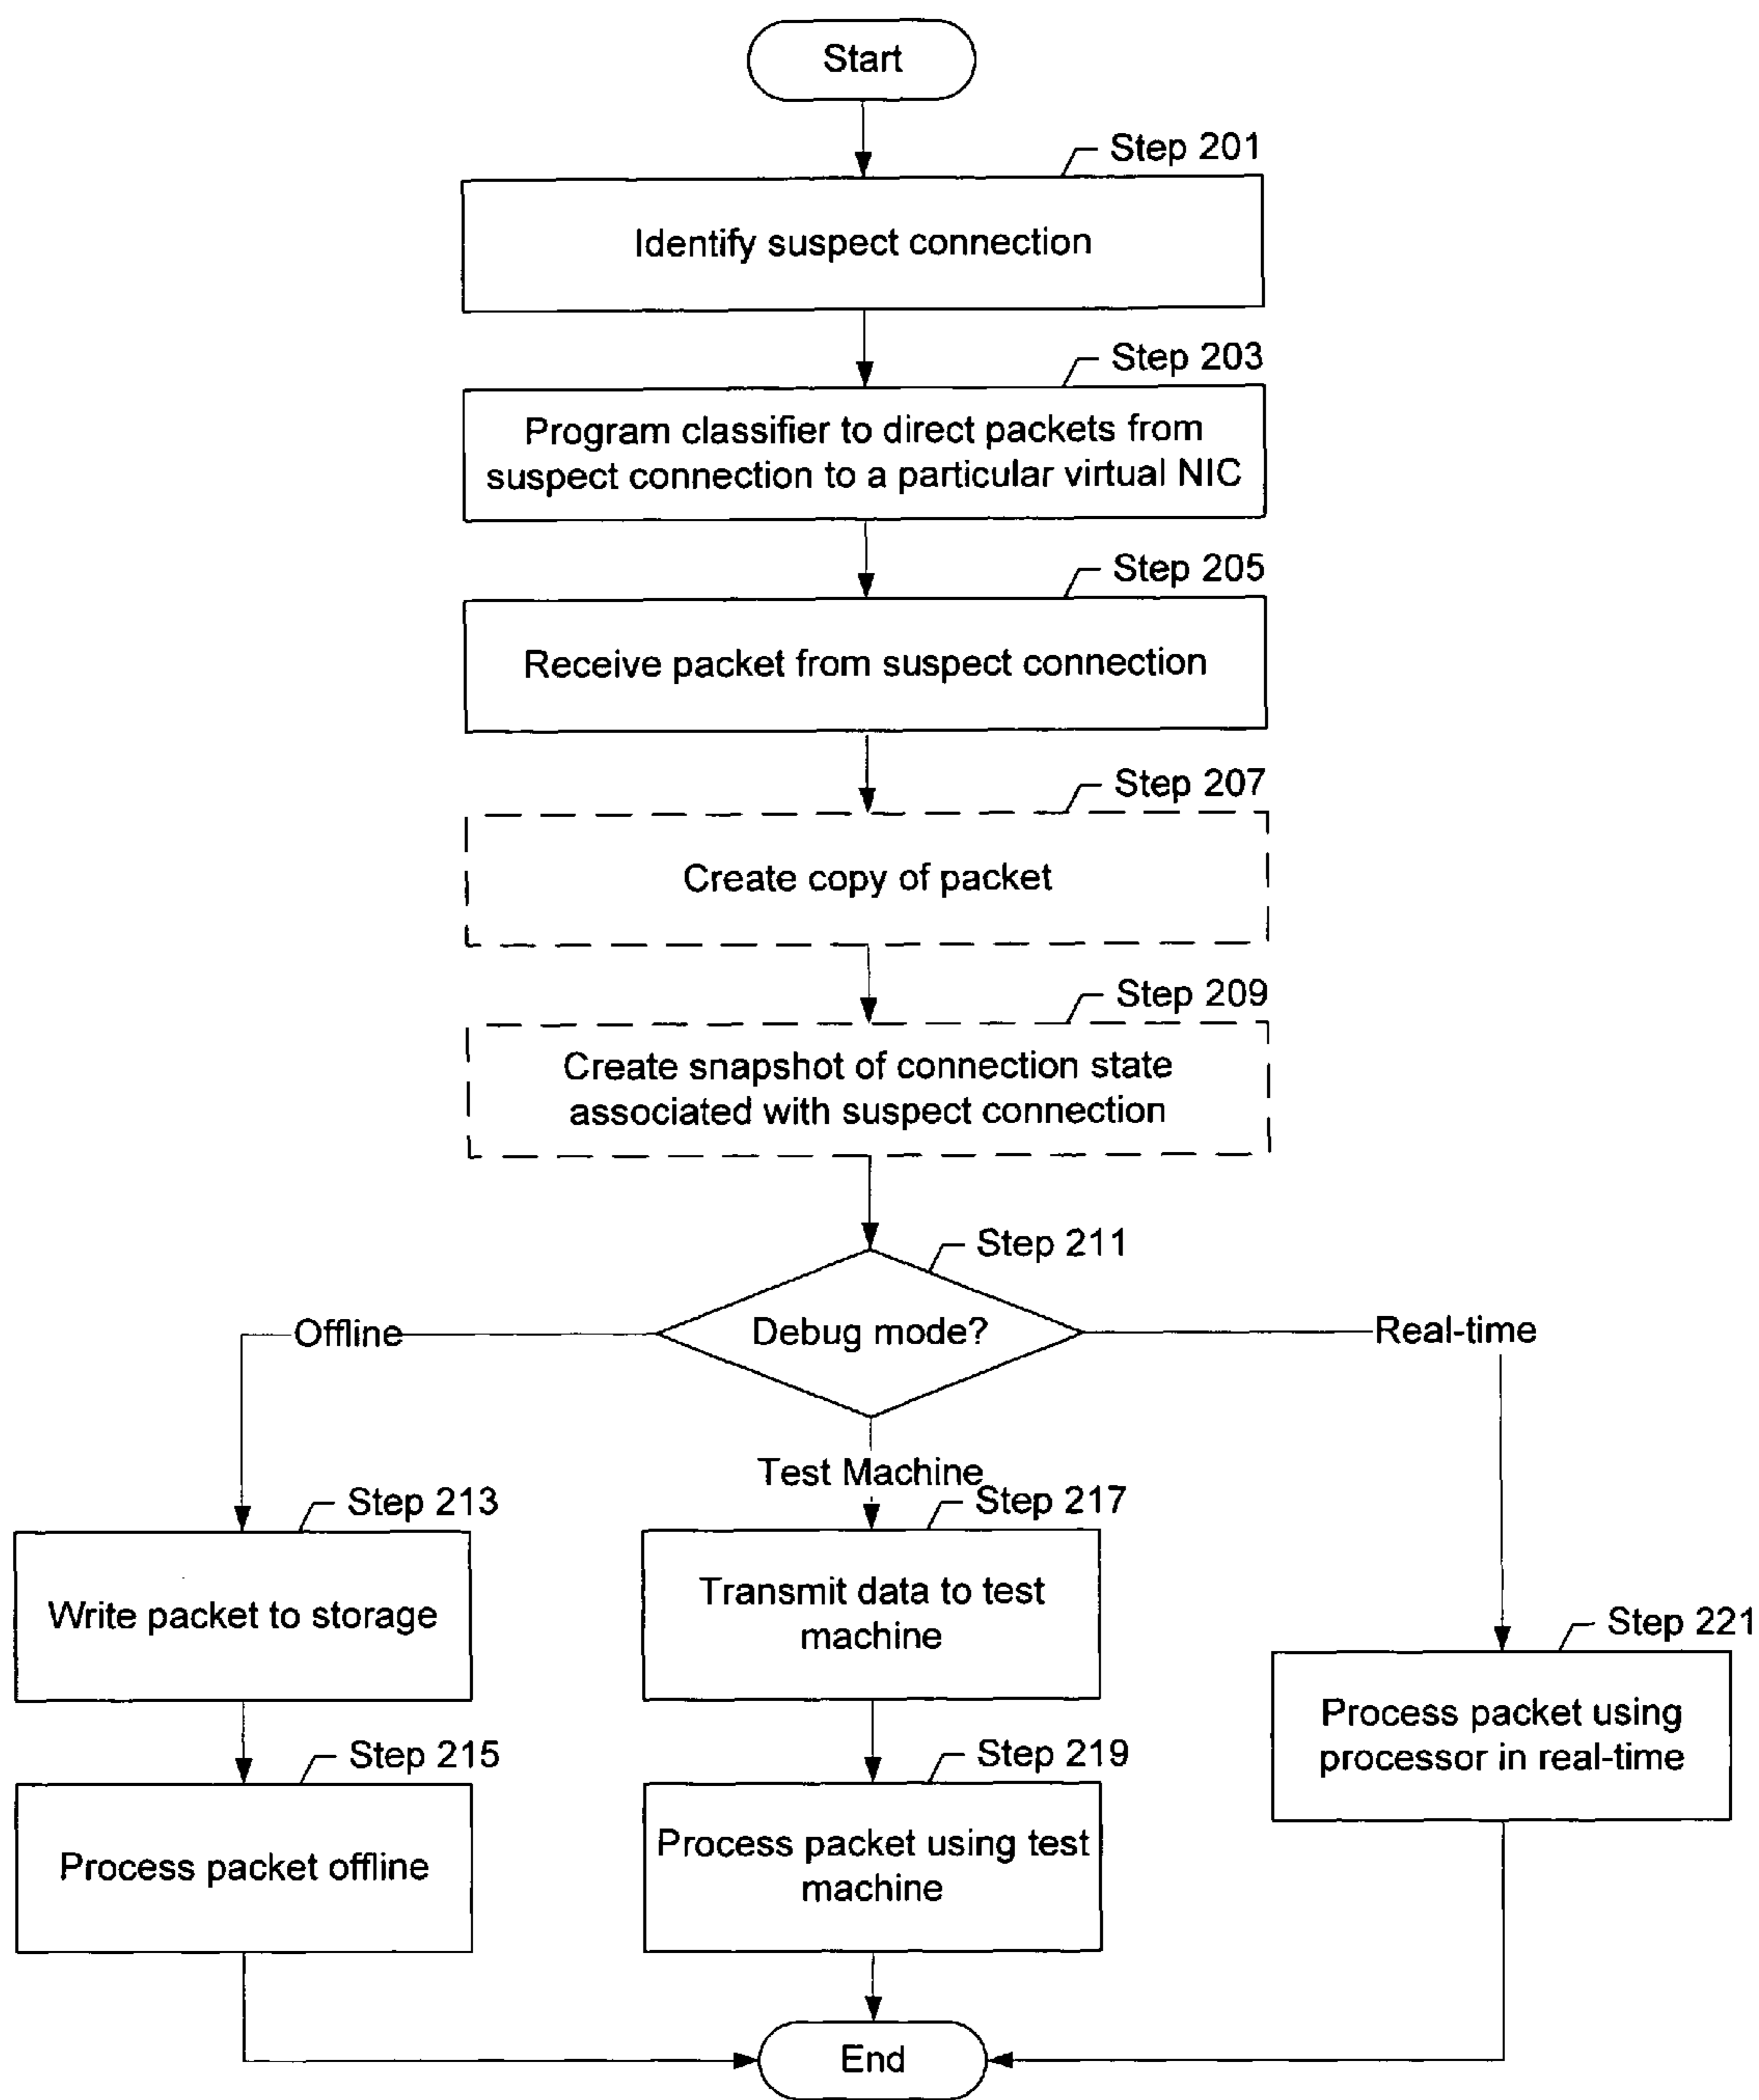 Start
Step 201
Identify suspect connection
Step 203
Program classifier to direct packets from
suspect connection to a particular virtual NIC
Step 205
Receive packet from suspect connection
Step 207
Create copy of packet
Step 209
Create snapshot of connection state
associated with suspect connection
Step 211
Debug mode?
Offline
Real-time
Test Machine
Step 213
Write packet to storage
Step 217
Transmit data to test
machine
Step 221
Process packet using
processor in real-time
Step 215
Process packet offline
Step 219
Process packet using test
machine
End